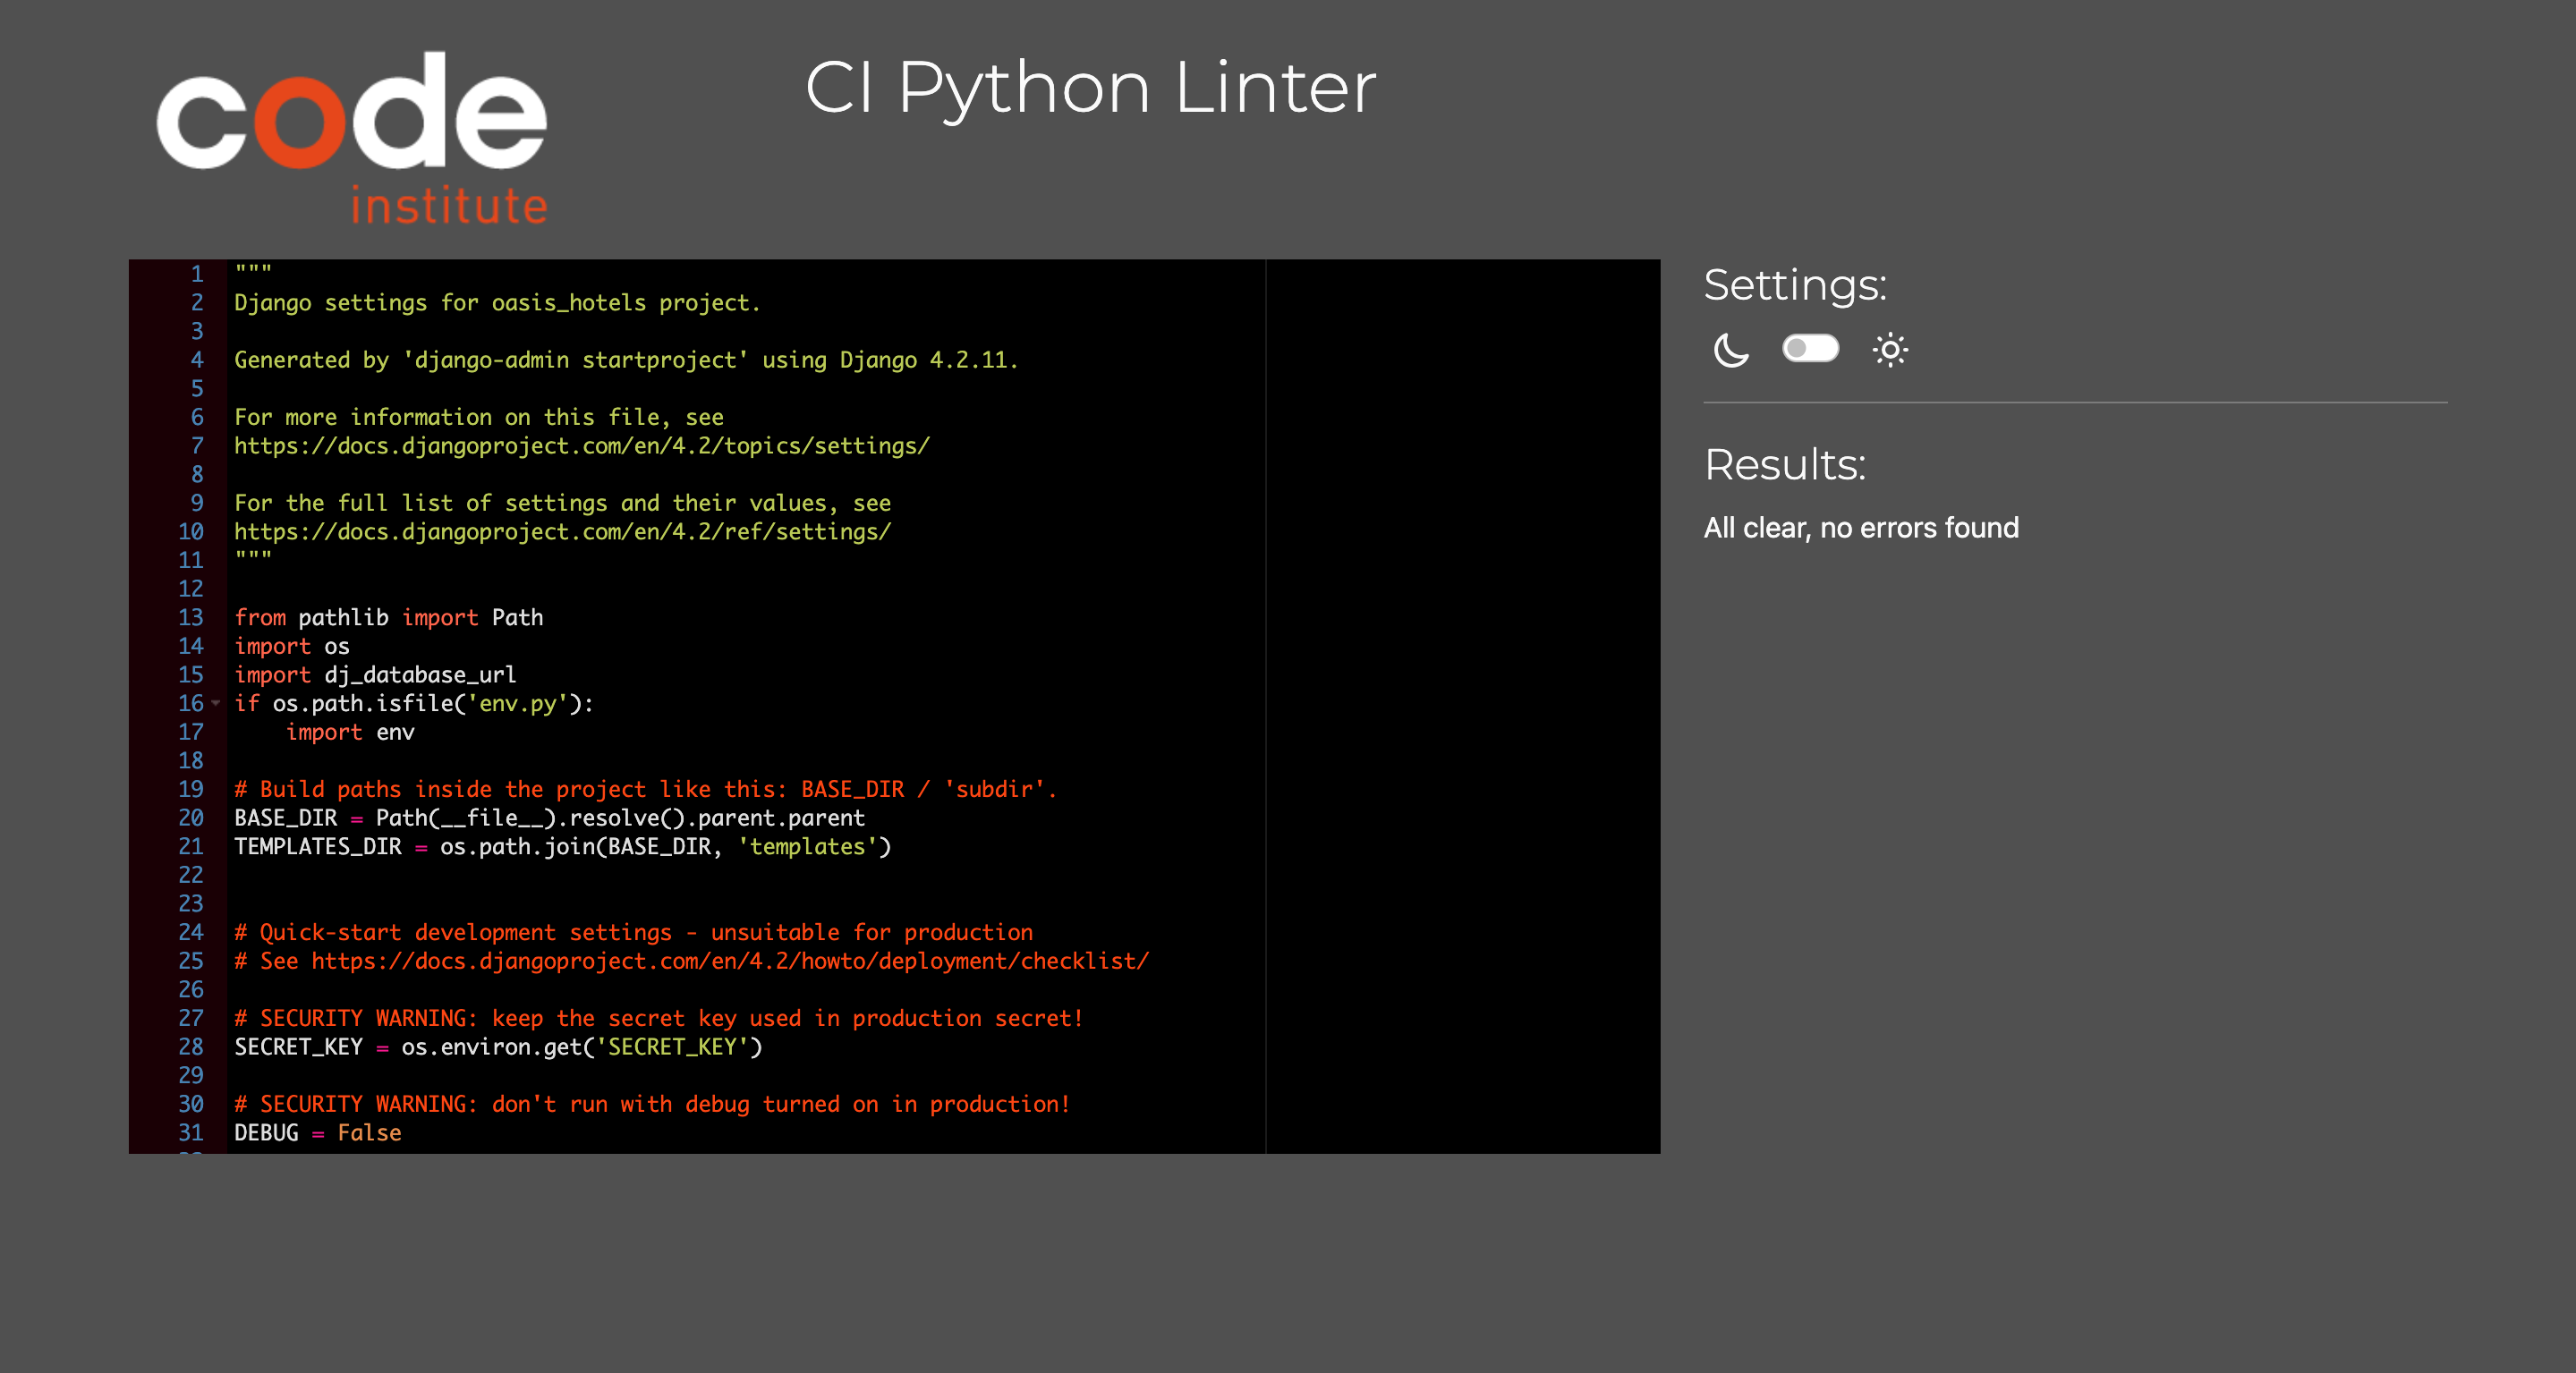 code
institute
CI Python Linter
1 """
2 Django settings for oasis_hotels project.
3
4 Generated by 'django-admin startproject' using Django 4.2.11.
5
6 For more information on this file, see
7 https://docs.djangoproject.com/en/4.2/topics/settings/
8
9 For the full list of settings and their values, see
10 https://docs.djangoproject.com/en/4.2/ref/settings/
11 """
12
13 from pathlib import Path
14 import os
15 import dj_database_url
16 if os.path.isfile('env.py'):
17     import env
18
19 # Build paths inside the project like this: BASE_DIR / 'subdir'.
20 BASE_DIR = Path(__file__).resolve().parent.parent
21 TEMPLATES_DIR = os.path.join(BASE_DIR, 'templates')
22
23
24 # Quick-start development settings - unsuitable for production
25 # See https://docs.djangoproject.com/en/4.2/howto/deployment/checklist/
26
27 # SECURITY WARNING: keep the secret key used in production secret!
28 SECRET_KEY = os.environ.get('SECRET_KEY')
29
30 # SECURITY WARNING: don't run with debug turned on in production!
31 DEBUG = False
Settings:
Results:
All clear, no errors found